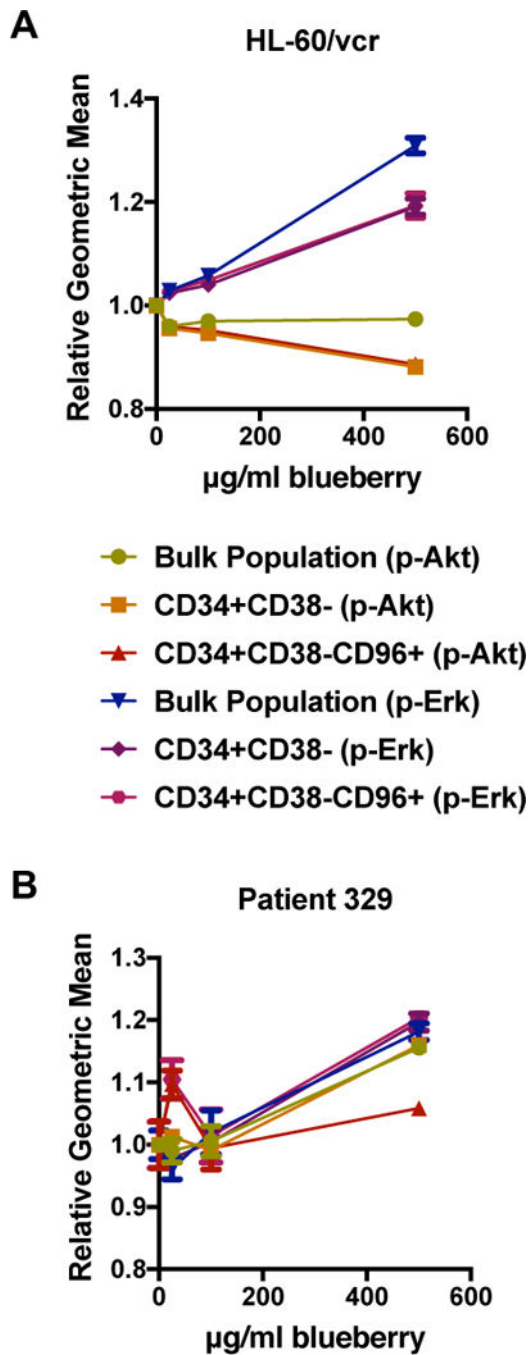 A
HL-60/vcr
Relative Geometric Mean
1.4
1.2
1.0
0.8
0 200 400 600
µg/ml blueberry
Bulk Population (p-Akt)
CD34+CD38- (p-Akt)
CD34+CD38-CD96+ (p-Akt)
Bulk Population (p-Erk)
CD34+CD38- (p-Erk)
CD34+CD38-CD96+ (p-Erk)
B
Patient 329
Relative Geometric Mean
1.3
1.2
1.1
1.0
0.9
0.8
0 200 400 600
µg/ml blueberry